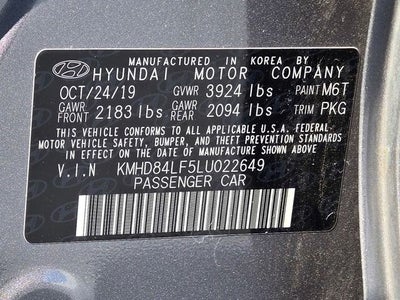 MANUFACTURED IN KOREA BY
HYUNDAI MOTOR COMPANY
OCT/24/19 GVWR 3924 lbs PAINT M6T
GAWR FRONT 2183 lbs GAWR REAR 2094 lbs TRIM PKG
THIS VEHICLE CONFORMS TO ALL APPLICABLE U.S.A. FEDERAL
MOTOR VEHICLE SAFETY, BUMPER, AND THEFT PREVENTION STANDARDS
IN EFFECT ON THE DATE OF MANUFACTURE SHOWN ABOVE.
V.I.N KMHD84LF5LU022649
PASSENGER CAR